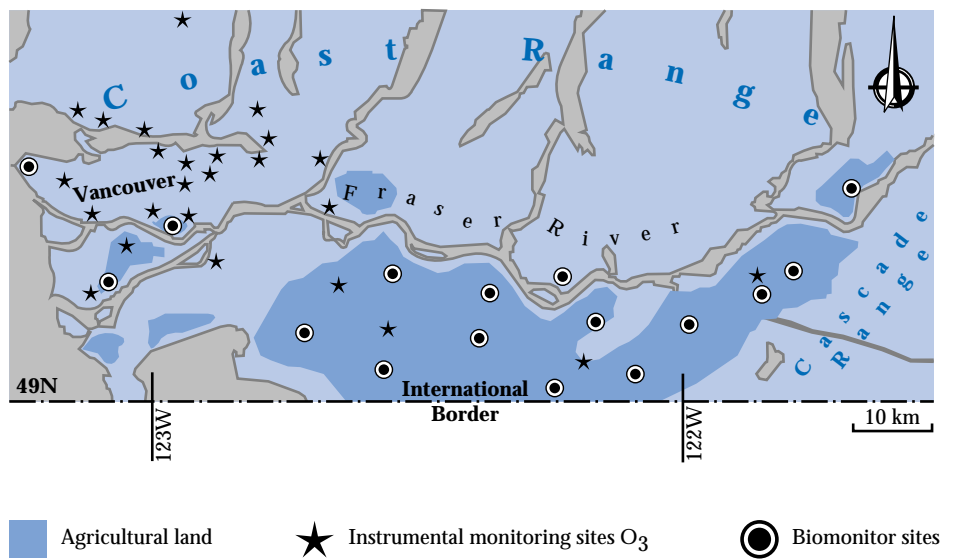 Coast Range
Vancouver
Fraser River
Cascade
Range
49N
International
Border
123W
122W
10 km
Agricultural land
Instrumental monitoring sites O₃
Biomonitor sites